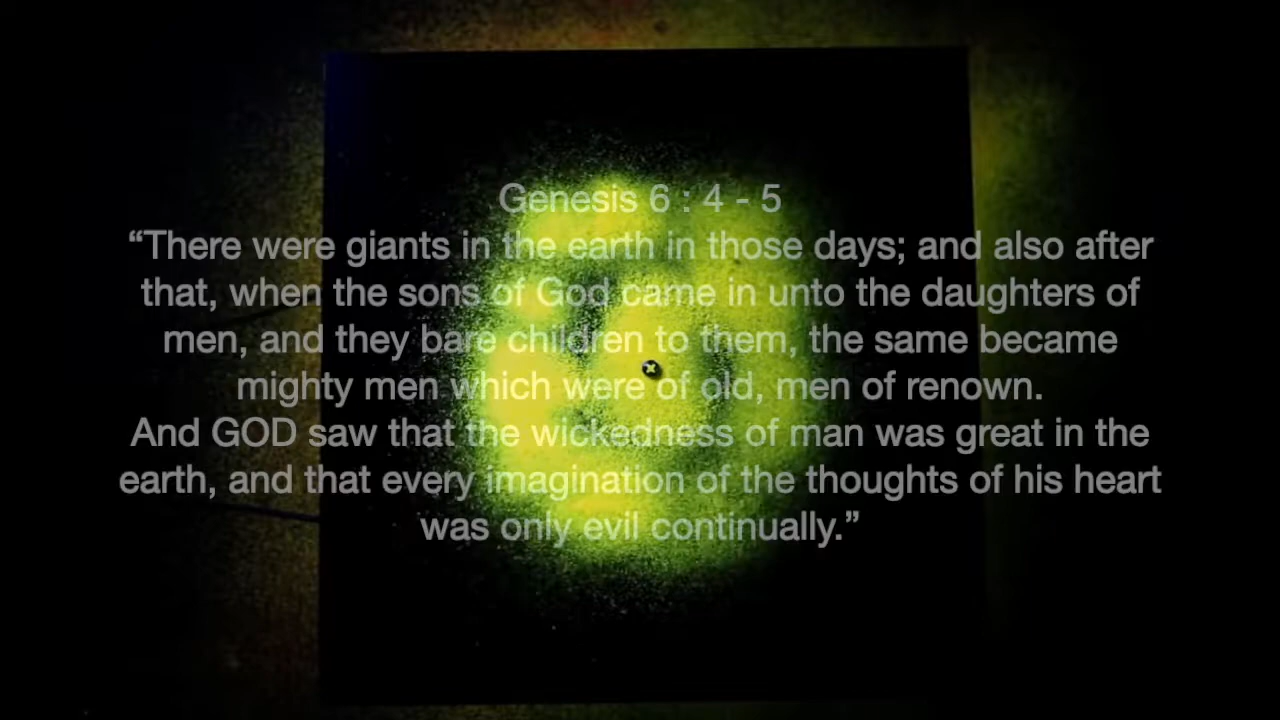 Genesis 6 : 4 - 5
“There were giants in the earth in those days; and also after
that, when the sons of God came in unto the daughters of
men, and they bare children to them, the same became
mighty men which were of old, men of renown.
And GOD saw that the wickedness of man was great in the
earth, and that every imagination of the thoughts of his heart
was only evil continually.”